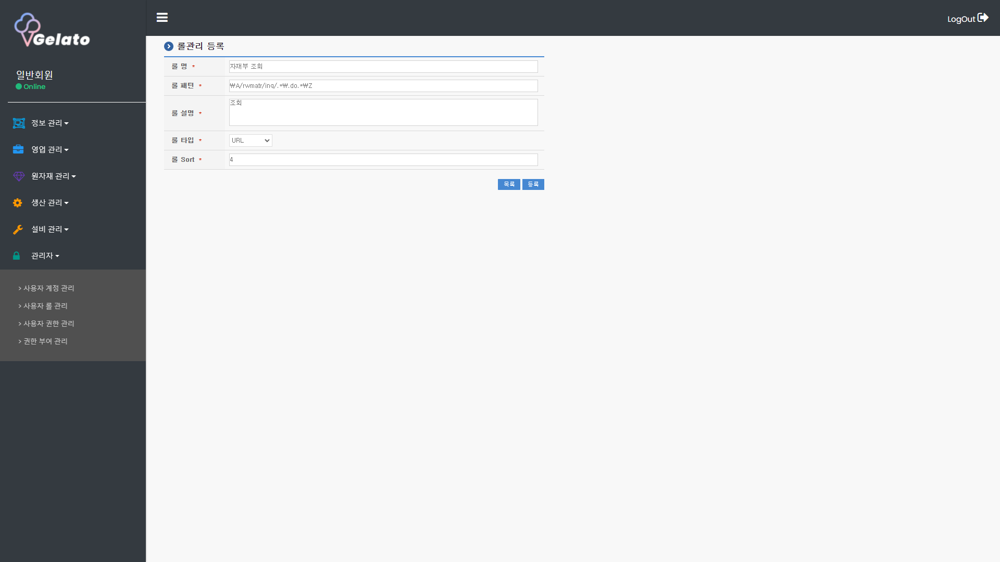 Gelato
LogOut
일반회원
Online
정보 관리
영업 관리
원자재 관리
생산 관리
설비 관리
관리자
> 사용자 계정 관리
> 사용자 롤 관리
> 사용자 권한 관리
> 권한 부여 관리
롤관리 등록
롤 명 * 자재부 조회
롤 패턴 * ₩A/rwmatr/inq/.*₩.do.*₩Z
롤 설명 * 조회
롤 타입 * URL
롤 Sort * 4
목록 등록